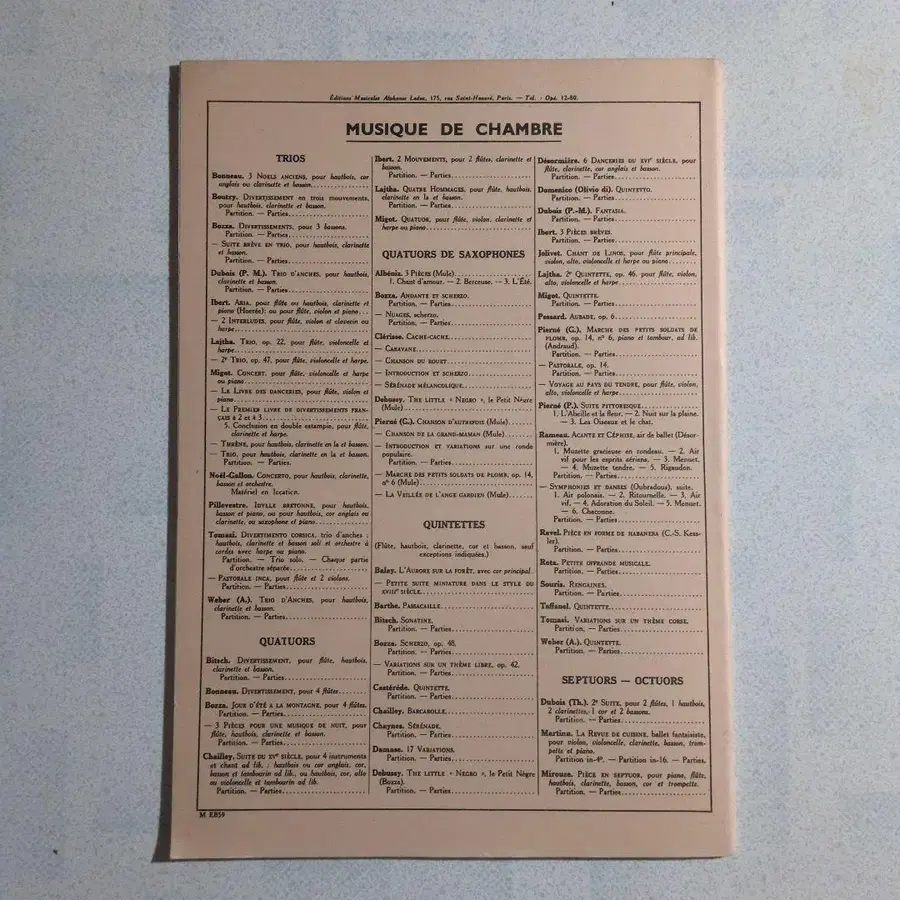 Éditions Musicales Alphonse Leduc, 175, rue Saint-Honoré, Paris. — Tél. : Opé. 12-80.
MUSIQUE DE CHAMBRE
TRIOS
Bonneau. 3 NOELS ANCIENS, pour hautbois, cor
anglais ou clarinette et basson
Boutry. DIVERTISSEMENT en trois mouvements,
pour hautbois, clarinette et basson.
Partition. — Parties
Bozza. DIVERTISSEMENTS, pour 3 bassons.
Partition. — Parties
— SUITE BRÈVE EN TRIO, pour hautbois, clarinette
et basson.
Partition. — Parties
Dubois (P. M.). TRIO D'ANCHES, pour hautbois,
clarinette et basson.
Partition. — Parties
Ibert. ARIA, pour flûte ou hautbois, clarinette et
piano (Hoérée); ou pour flûte, violon et piano
— 2 INTERLUDES, pour flûte, violon et clavecin ou
harpe
Lajtha. TRIO, op. 22, pour flûte, violoncelle et
harpe
— 2e TRIO, op. 47, pour flûte, violoncelle et harpe.
Migot. CONCERT, pour flûte, violoncelle et harpe
ou piano
— LE LIVRE DES DANCERIES, pour flûte, violon et
piano
— LE PREMIER LIVRE DE DIVERTISSEMENTS FRAN-
ÇAIS A 2 et à 3
5. Conclusion en double estampie, pour flûte,
clarinette et harpe.
— THRÈNE, pour hautbois, clarinette en la et basson.
— TRIO, pour hautbois, clarinette en la et basson.
Partition. — Parties.
Noël-Gallon. CONCERTO, pour hautbois, clarinette,
basson et orchestre.
Matériel en location.
Pillevestre. IDYLLE BRETONNE, pour hautbois,
basson et piano, ou pour hautbois, cor anglais ou
clarinette, ou saxophone et piano
Tomasi. DIVERTIMENTO CORSICA, trio d'anches :
hautbois, clarinette et basson soli et orchestre à
cordes avec harpe ou piano.
Partition. — Trio solo. — Chaque partie
d'orchestre séparée
— PASTORALE INCA, pour flûte et 2 violons.
Partition. — Parties
Weber (A.). TRIO D'ANCHES, pour hautbois,
clarinette et basson.
Partition. — Parties
QUATUORS
Bitsch. DIVERTISSEMENT, pour flûte, hautbois,
clarinette et basson.
Partition. — Parties
Bonneau. DIVERTISSEMENT, pour 4 flûtes
Bozza. JOUR D'ÉTÉ A LA MONTAGNE, pour 4 flûtes.
Partition. — Parties
— 3 PIÈCES POUR UNE MUSIQUE DE NUIT, pour
flûte, hautbois, clarinette et basson.
Partition. — Parties
Chailley. SUITE DU XVe SIÈCLE, pour 4 instruments
et chant ad lib. : hautbois ou cor anglais, cor,
basson et tambourin ad lib., ou hautbois, cor, alto
ou violoncelle et tambourin ad lib.
Partition. — Parties
Ibert. 2 MOUVEMENTS, pour 2 flûtes, clarinette et
basson.
Partition. — Parties
Lajtha. QUATRE HOMMAGES, pour flûte, hautbois,
clarinette en la et basson.
Partition. — Parties
Migot. QUATUOR, pour flûte, violon, clarinette et
harpe ou piano
QUATUORS DE SAXOPHONES
Albéniz. 3 PIÈCES (Mule)
1. Chant d'amour. — 2. Berceuse. — 3. L'Été.
Bozza. ANDANTE ET SCHERZO.
Partition. — Parties
— NUAGES, scherzo.
Partition. — Parties
Clérisse. CACHE-CACHE
— CARAVANE
— CHANSON DU ROUET
— INTRODUCTION ET SCHERZO
— SÉRÉNADE MÉLANCOLIQUE
Debussy. THE LITTLE « NEGRO », le Petit Nègre
(Mule)
Pierné (G.). CHANSON D'AUTREFOIS (Mule)
— CHANSON DE LA GRAND-MAMAN (Mule)
— INTRODUCTION ET VARIATIONS sur une ronde
populaire.
Partition. — Parties
— MARCHE DES PETITS SOLDATS DE PLOMB, op. 14,
no 6 (Mule)
— LA VEILLÉE DE L'ANGE GARDIEN (Mule)
QUINTETTES
(Flûte, hautbois, clarinette, cor et basson, sauf
exceptions indiquées.)
Balay. L'AURORE SUR LA FORÊT, avec cor principal.
— PETITE SUITE MINIATURE DANS LE STYLE DU
XVIIIe SIÈCLE
Barthe. PASSACAILLE
Bitsch. SONATINE.
Partition. — Parties
Bozza. SCHERZO, op. 48.
Partition. — Parties
— VARIATIONS SUR UN THÈME LIBRE, op. 42.
Partition. — Parties
Castérède. QUINTETTE.
Partition. — Parties
Chailley. BARCAROLLE
Chaynes. SÉRÉNADE.
Partition. — Parties
Damase. 17 VARIATIONS.
Partition. — Parties
Debussy. THE LITTLE « NEGRO », le Petit Nègre
(Bozza).
Partition. — Parties
Désormière. 6 DANCERIES DU XVIe SIÈCLE, pour
flûte, clarinette, cor anglais et basson.
Partition. — Parties
Domenico (Olivio di). QUINTETTO.
Partition. — Parties
Dubois (P.-M.). FANTASIA.
Partition. — Parties
Ibert. 3 PIÈCES BRÈVES.
Partition. — Parties
Jolivet. CHANT DE LINOS, pour flûte principale,
violon, alto, violoncelle et harpe ou piano
Lajtha. 2e QUINTETTE, op. 46, pour flûte, violon,
alto, violoncelle et harpe
Migot. QUINTETTE.
Partition. — Parties
Pessard. AUBADE, op. 6
Pierné (G.). MARCHE DES PETITS SOLDATS DE
PLOMB, op. 14, no 6, piano et tambour, ad lib.
(Andraud).
Partition. — Parties
— PASTORALE, op. 14.
Partition. — Parties
— VOYAGE AU PAYS DU TENDRE, pour flûte, violon,
alto, violoncelle et harpe
Pierné (P.). SUITE PITTORESQUE
1. L'Abeille et la fleur. — 2. Nuit sur la plaine.
— 3. Les Oiseaux et le chat.
Rameau. ACANTE ET CÉPHISE, air de ballet (Désor-
mière).
1. Musette gracieuse en rondeau. — 2. Air
vif pour les esprits aériens. — 3. Menuet.
— 4. Musette tendre. — 5. Rigaudon.
Partition. — Parties
— SYMPHONIES ET DANSES (Oubradous), suite.
1. Air polonais. — 2. Ritournelle. — 3. Air
vif. — 4. Adoration du Soleil. — 5. Menuet.
— 6. Chaconne.
Partition. — Parties
Ravel. PIÈCE EN FORME DE HABANERA (C.-S. Kess-
ler).
Partition. — Parties
Rota. PETITE OFFRANDE MUSICALE.
Partition. — Parties
Souris. RENGAINES.
Partition. — Parties
Taffanel. QUINTETTE
Tomasi. VARIATIONS SUR UN THÈME CORSE.
Partition. — Parties
Weber (A.). QUINTETTE.
Partition. — Parties
SEPTUORS — OCTUORS
Dubois (Th.). 2e SUITE, pour 2 flûtes, 1 hautbois,
2 clarinettes, 1 cor et 2 bassons.
Partition. — Parties
Martinu. LA REVUE DE CUISINE, ballet fantaisiste,
pour violon, violoncelle, clarinette, basson, trom-
pette et piano.
Partition in-4o. — Partition in-16. — Parties.
Mirouze. PIÈCE EN SEPTUOR, pour piano, flûte,
hautbois, clarinette, basson, cor et trompette.
Partition. — Parties
M EB59